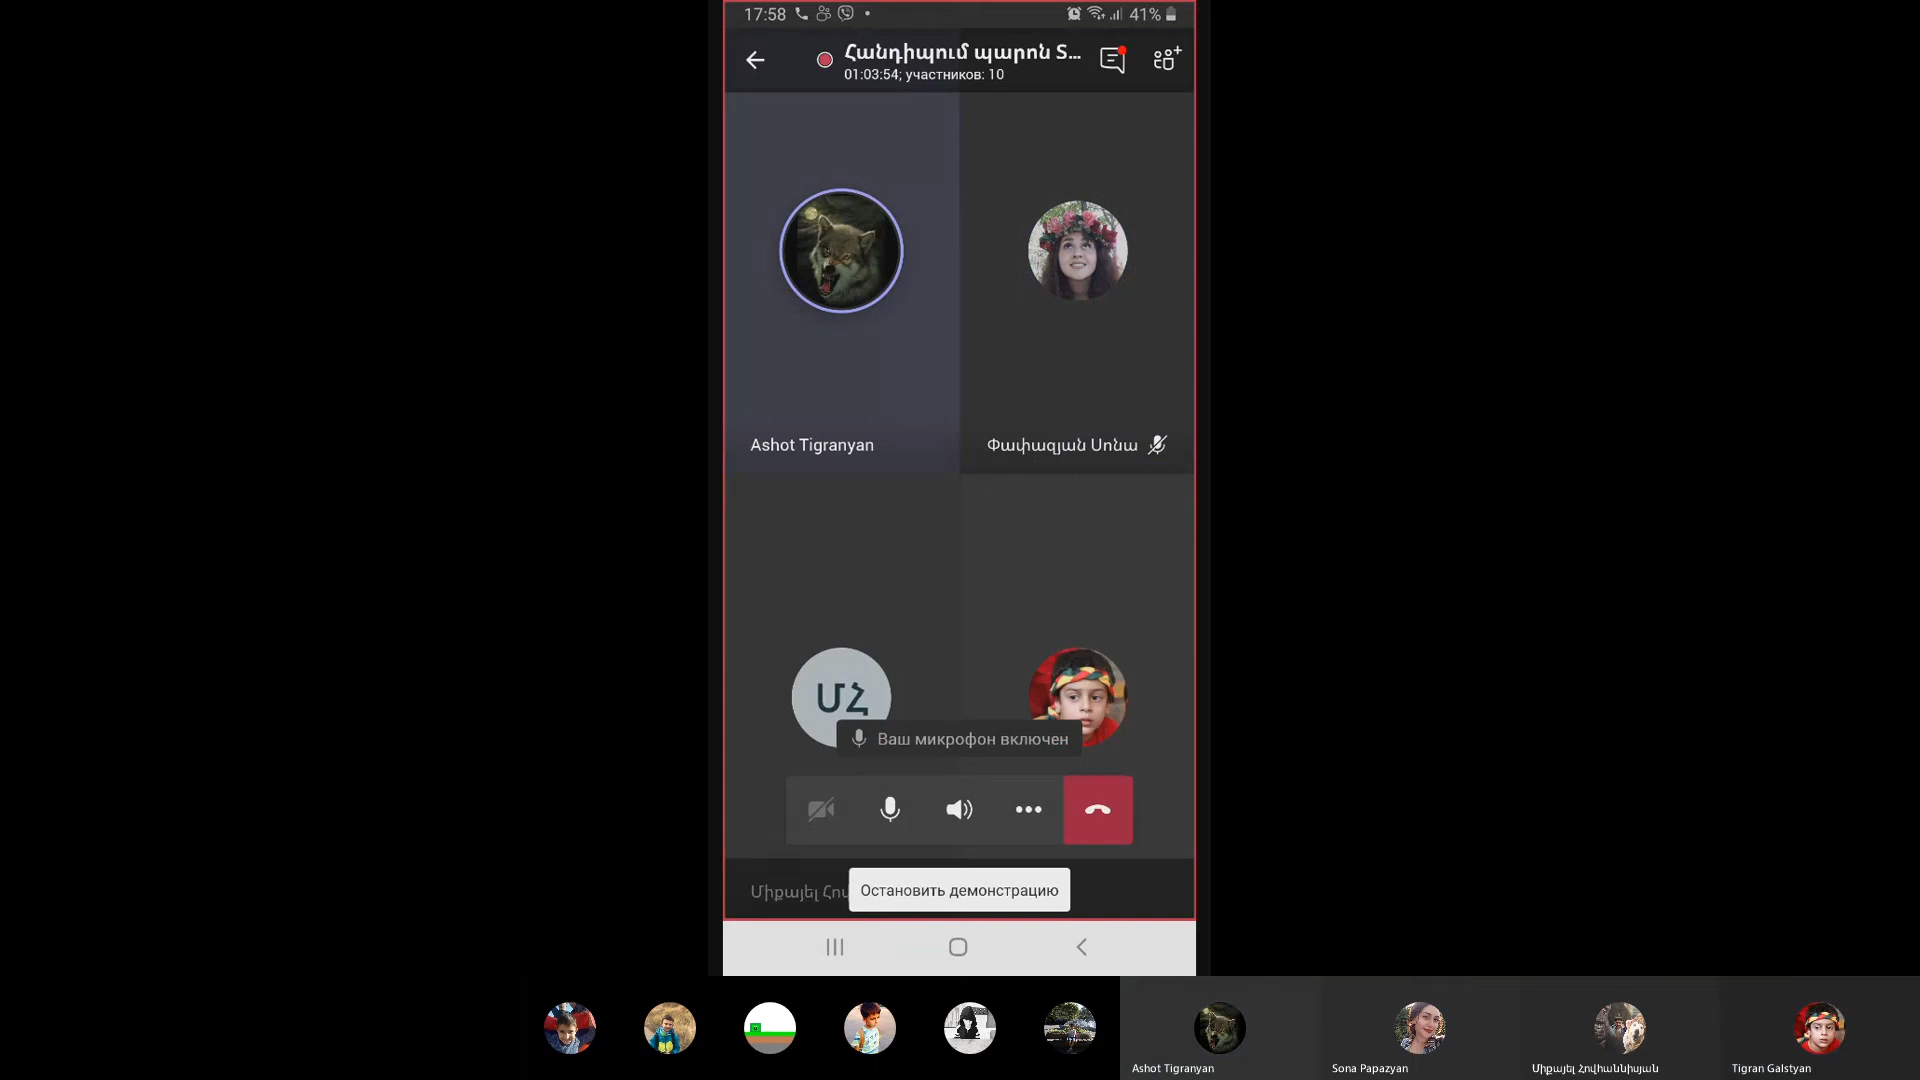 17:58 41%
Հանդիպում պարոն S...
01:03:54; участников: 10
Ashot Tigranyan
Փափազյան Սոնա
ՄՀ
Ваш микрофон включен
Միքայել Հով
Остановить демонстрацию
Ashot Tigranyan
Sona Papazyan
Միքայել Հովհաննիսյան
Tigran Galstyan